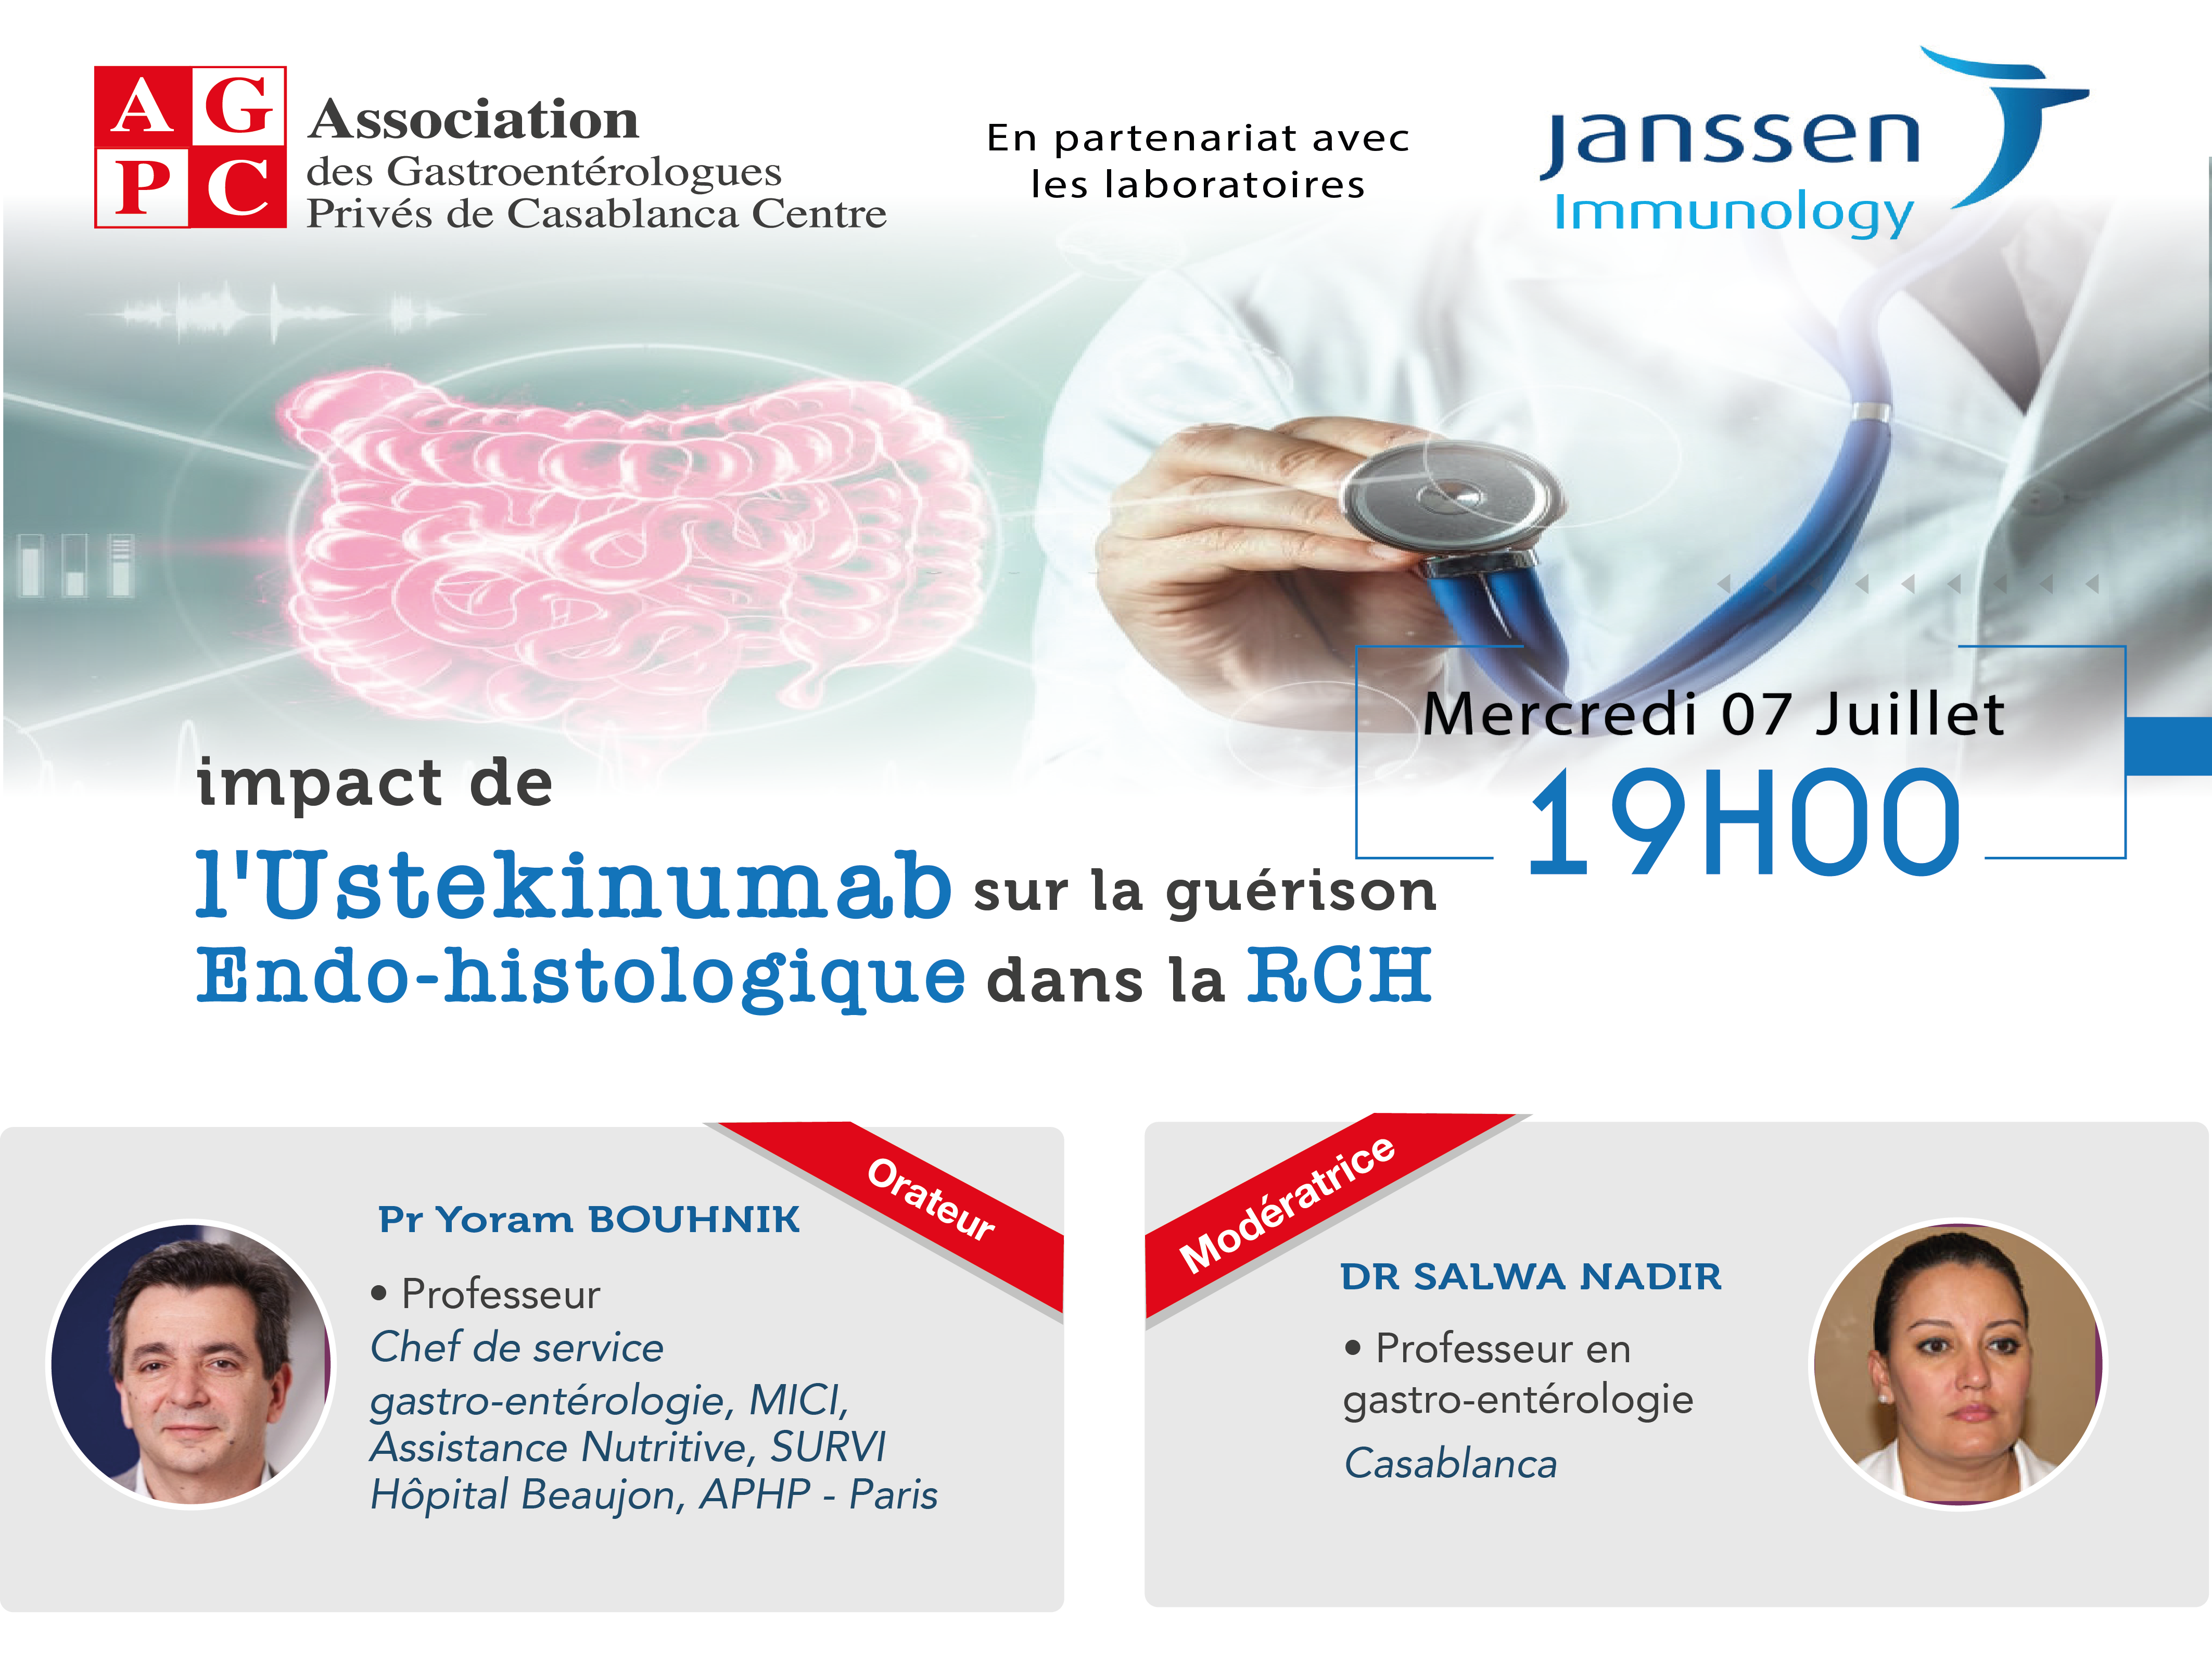 A G
P C
Association
des Gastroentérologues
Privés de Casablanca Centre
En partenariat avec
les laboratoires
janssen
Immunology
Mercredi 07 Juillet
19H00
impact de
l'Ustekinumab sur la guérison
Endo-histologique dans la RCH
Orateur
Pr Yoram BOUHNIK
• Professeur
Chef de service
gastro-entérologie, MICI,
Assistance Nutritive, SURVI
Hôpital Beaujon, APHP - Paris
Modératrice
DR SALWA NADIR
• Professeur en
gastro-entérologie
Casablanca